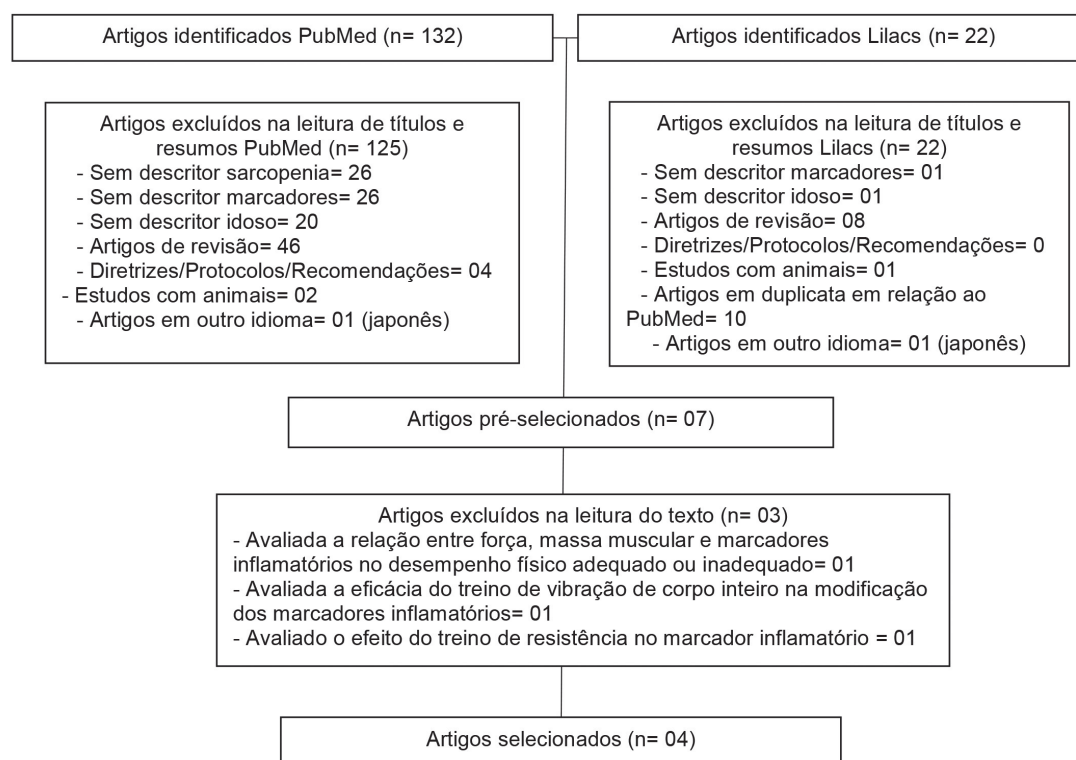 Artigos identificados PubMed (n= 132)
Artigos identificados Lilacs (n= 22)
Artigos excluídos na leitura de títulos e
resumos PubMed (n= 125)
- Sem descritor sarcopenia= 26
- Sem descritor marcadores= 26
- Sem descritor idoso= 20
- Artigos de revisão= 46
- Diretrizes/Protocolos/Recomendações= 04
- Estudos com animais= 02
- Artigos em outro idioma= 01 (japonês)
Artigos excluídos na leitura de títulos e
resumos Lilacs (n= 22)
- Sem descritor marcadores= 01
- Sem descritor idoso= 01
- Artigos de revisão= 08
- Diretrizes/Protocolos/Recomendações= 0
- Estudos com animais= 01
- Artigos em duplicata em relação ao
PubMed= 10
- Artigos em outro idioma= 01 (japonês)
Artigos pré-selecionados (n= 07)
Artigos excluídos na leitura do texto (n= 03)
- Avaliada a relação entre força, massa muscular e marcadores
inflamatórios no desempenho físico adequado ou inadequado= 01
- Avaliada a eficácia do treino de vibração de corpo inteiro na modificação
dos marcadores inflamatórios= 01
- Avaliado o efeito do treino de resistência no marcador inflamatório = 01
Artigos selecionados (n= 04)